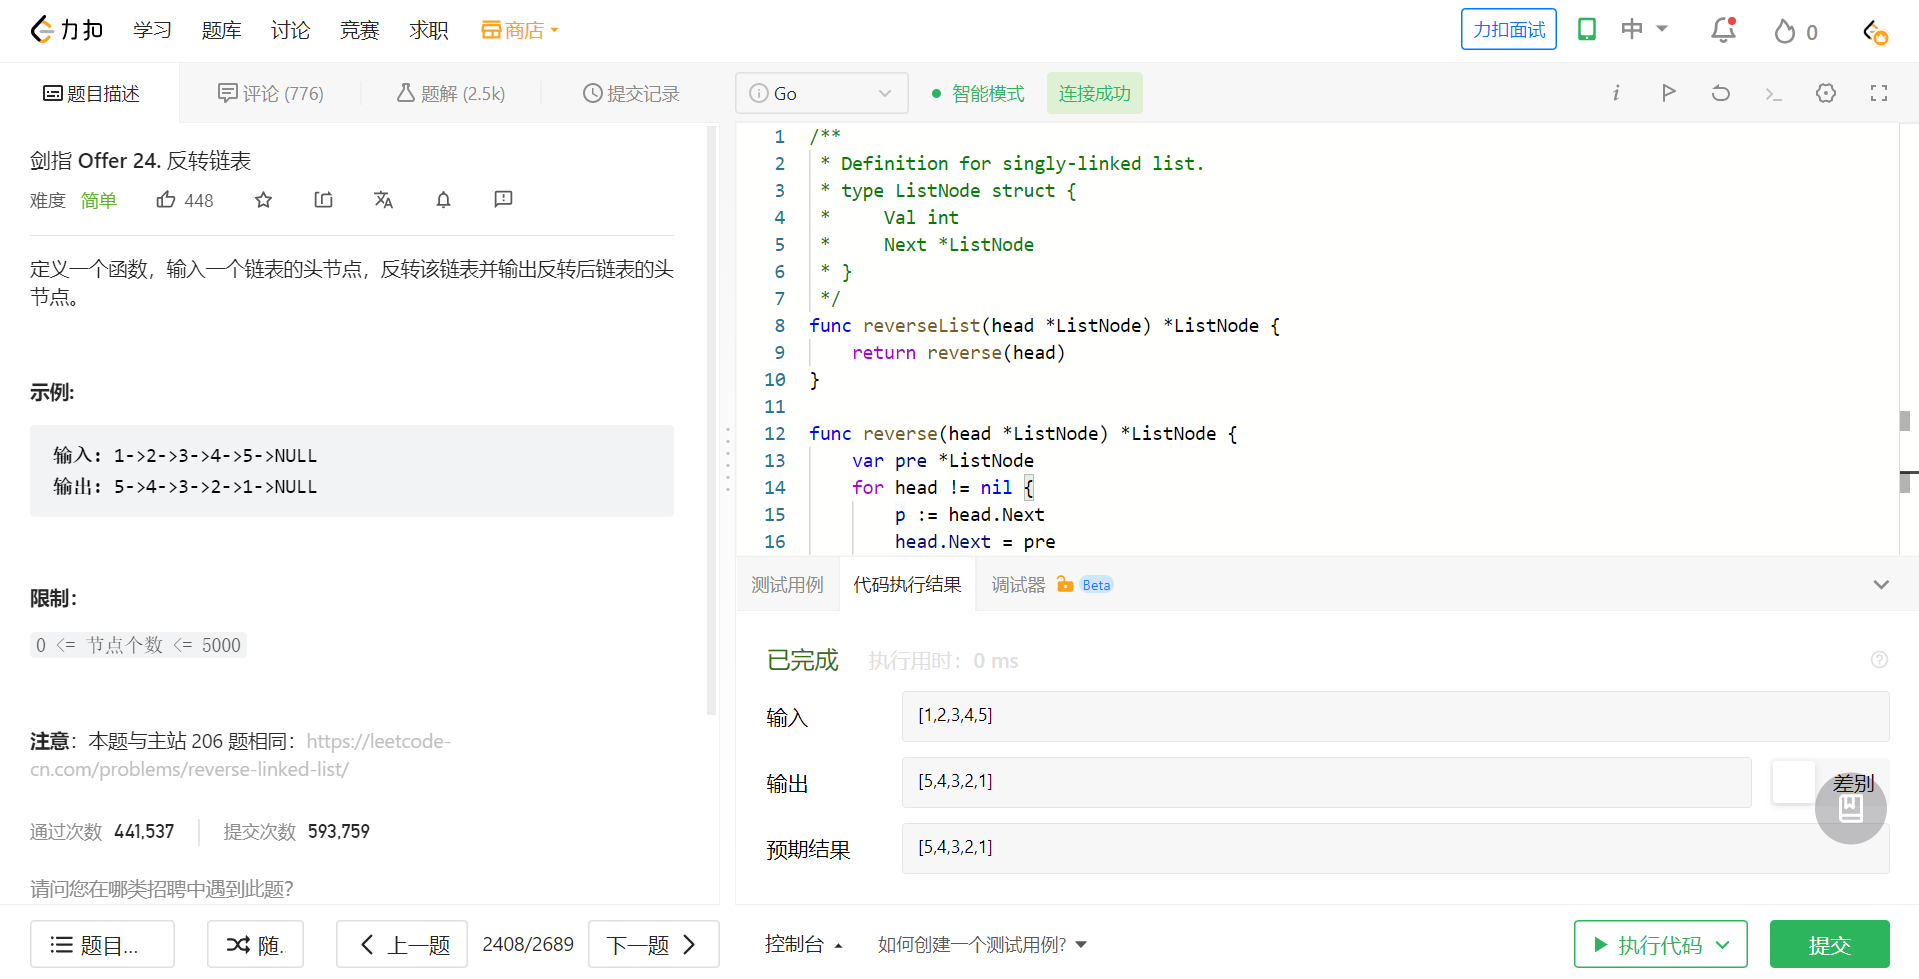 力扣 学习 题库 讨论 竞赛 求职 商店 力扣面试 中 0
题目描述 评论 (776) 题解 (2.5k) 提交记录
剑指 Offer 24. 反转链表
难度 简单 448
定义一个函数，输入一个链表的头节点，反转该链表并输出反转后链表的头
节点。
示例:
输入: 1->2->3->4->5->NULL
输出: 5->4->3->2->1->NULL
限制：
0 <= 节点个数 <= 5000
注意：本题与主站 206 题相同：https://leetcode-
cn.com/problems/reverse-linked-list/
通过次数 441,537 提交次数 593,759
请问您在哪类招聘中遇到此题？
题目... 随. 上一题 2408/2689 下一题
Go 智能模式 连接成功
1 /**
2  * Definition for singly-linked list.
3  * type ListNode struct {
4  *     Val int
5  *     Next *ListNode
6  * }
7  */
8 func reverseList(head *ListNode) *ListNode {
9     return reverse(head)
10 }
11
12 func reverse(head *ListNode) *ListNode {
13     var pre *ListNode
14     for head != nil {
15         p := head.Next
16         head.Next = pre
测试用例 代码执行结果 调试器 Beta
已完成 执行用时：0 ms
输入 [1,2,3,4,5]
输出 [5,4,3,2,1] 差别
预期结果 [5,4,3,2,1]
控制台 如何创建一个测试用例? 执行代码 提交